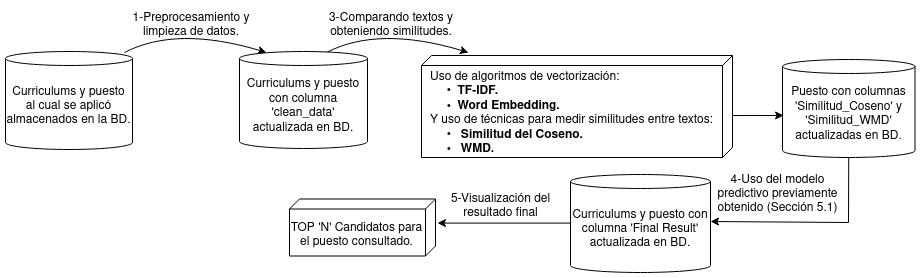 1-Preprocesamiento y
limpieza de datos.
3-Comparando textos y
obteniendo similitudes.
Curriculums y puesto
al cual se aplicó
almacenados en la BD.
Curriculums y puesto
con columna
'clean_data'
actualizada en BD.
Uso de algoritmos de vectorización:
• TF-IDF.
• Word Embedding.
Y uso de técnicas para medir similitudes entre textos:
• Similitud del Coseno.
• WMD.
Puesto con columnas
'Similitud_Coseno' y
'Similitud_WMD'
actualizadas en BD.
4-Uso del modelo
predictivo previamente
obtenido (Sección 5.1)
Curriculums y puesto con
columna 'Final Result'
actualizada en BD.
5-Visualización del
resultado final
TOP 'N' Candidatos para
el puesto consultado.